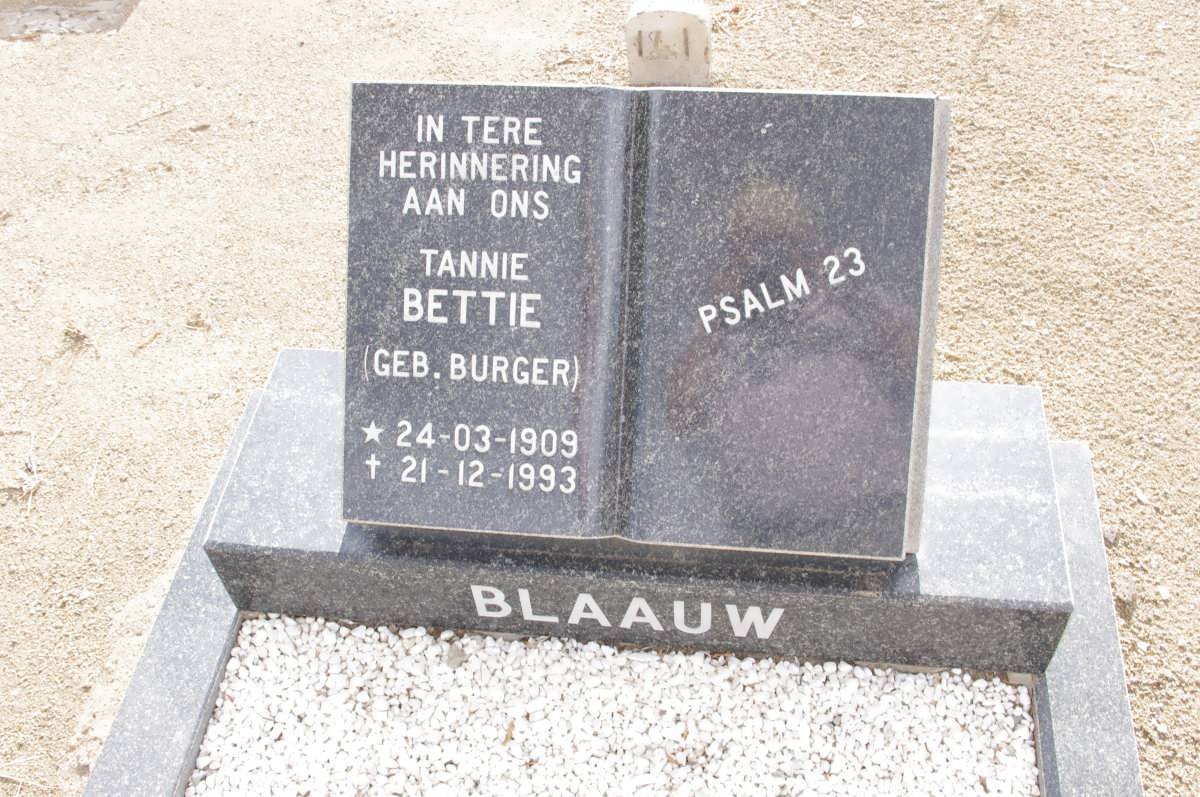 IN TERE
HERINNERING
AAN ONS
TANNIE
BETTIE
(GEB. BURGER)
★ 24-03-1909
✝ 21-12-1993
PSALM 23
BLAAUW